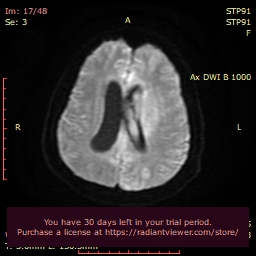 Im: 17/48
Se: 3
A
STP91
STP91
F
Ax DWI B 1000
R
L
You have 30 days left in your trial period.
Purchase a license at https://radiantviewer.com/store/